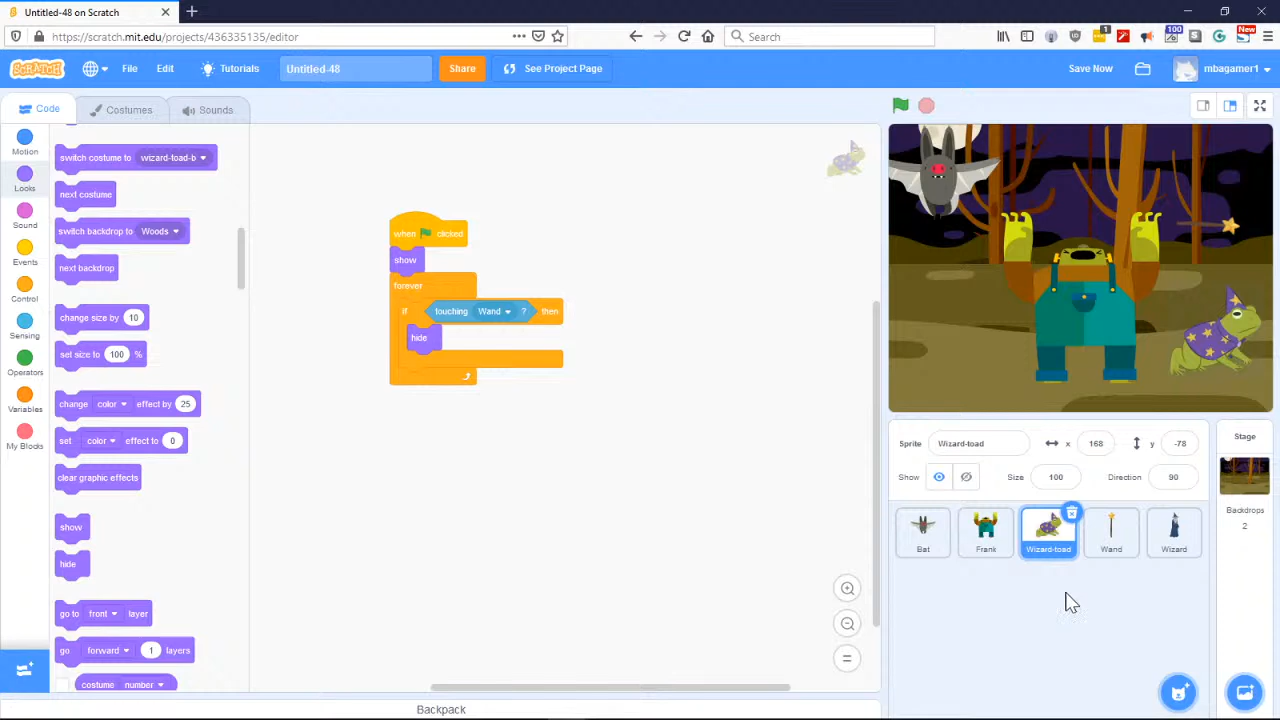 Untitled-48 on Scratch
https://scratch.mit.edu/projects/436335135/editor
Search
1
100
New
SCRATCH
File
Edit
Tutorials
Untitled-48
Share
See Project Page
Save Now
mbagamer1
Code
Costumes
Sounds
Motion
Looks
Sound
Events
Control
Sensing
Operators
Variables
My Blocks
switch costume to wizard-toad-b
next costume
switch backdrop to Woods
next backdrop
change size by 10
set size to 100 %
change color effect by 25
set color effect to 0
clear graphic effects
show
hide
go to front layer
go forward 1 layers
costume number
when clicked
show
forever
if touching Wand ? then
hide
Sprite Wizard-toad x 168 y -78
Show Size 100 Direction 90
Bat
Frank
Wizard-toad
Wand
Wizard
Stage
Backdrops
2
Backpack